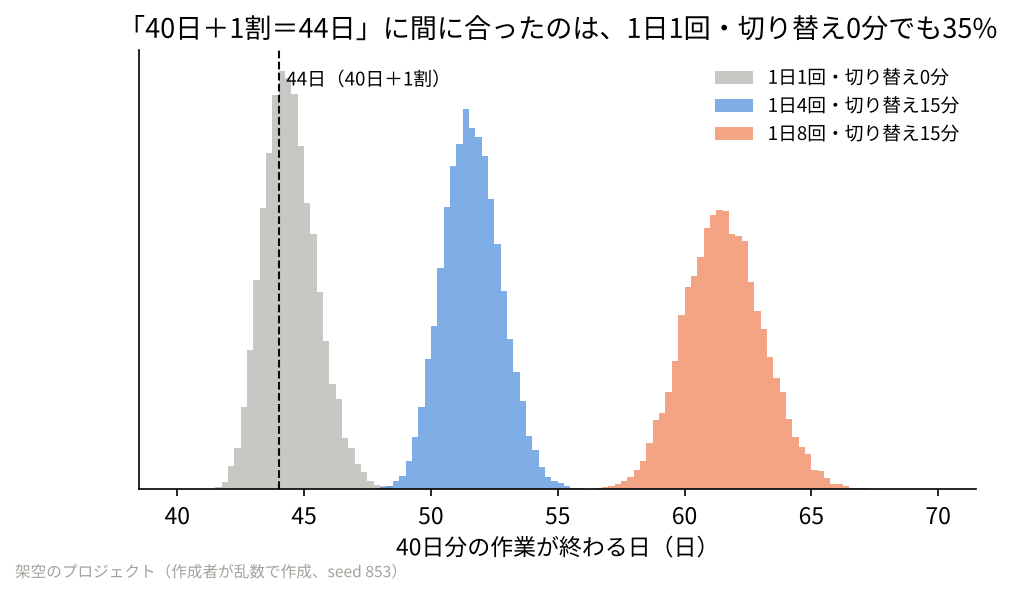 「40日＋1割＝44日」に間に合ったのは、1日1回・切り替え0分でも35%
44日（40日＋1割）
1日1回・切り替え0分
1日4回・切り替え15分
1日8回・切り替え15分
40 45 50 55 60 65 70
40日分の作業が終わる日（日）
架空のプロジェクト（作成者が乱数で作成、seed 853）